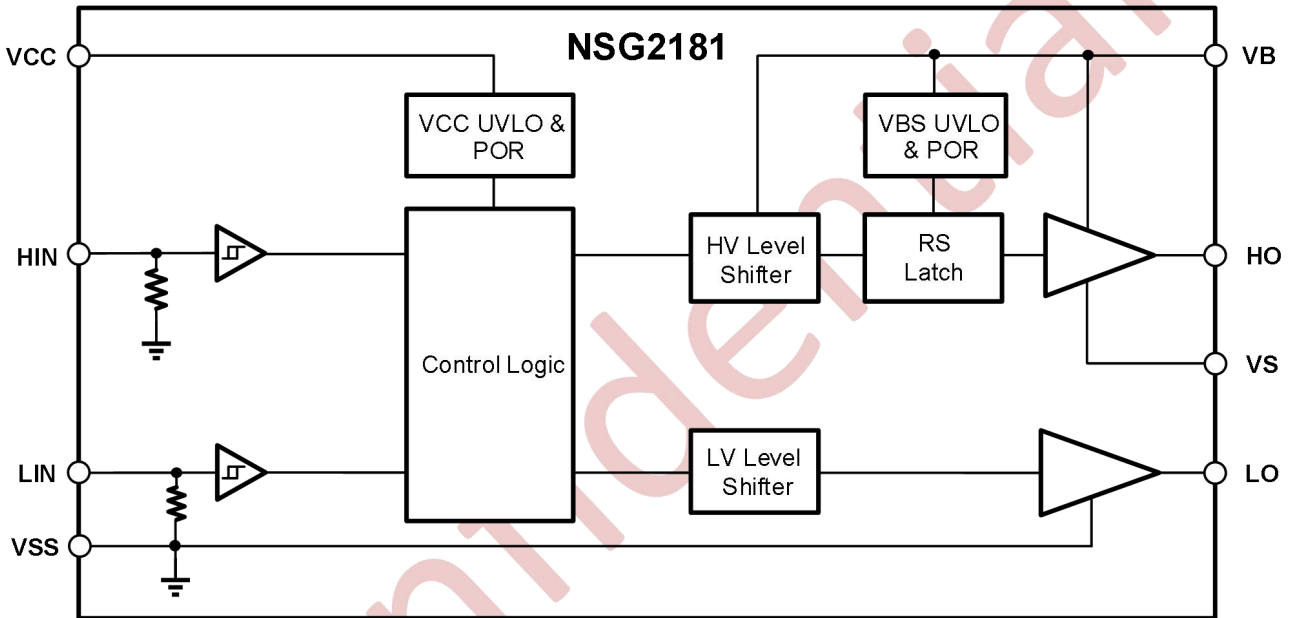 NSG2181
VCC
VB
VCC UVLO &
POR
VBS UVLO
& POR
HIN
HV Level
Shifter
RS
Latch
HO
Control Logic
VS
LIN
LV Level
Shifter
LO
VSS
nfidential